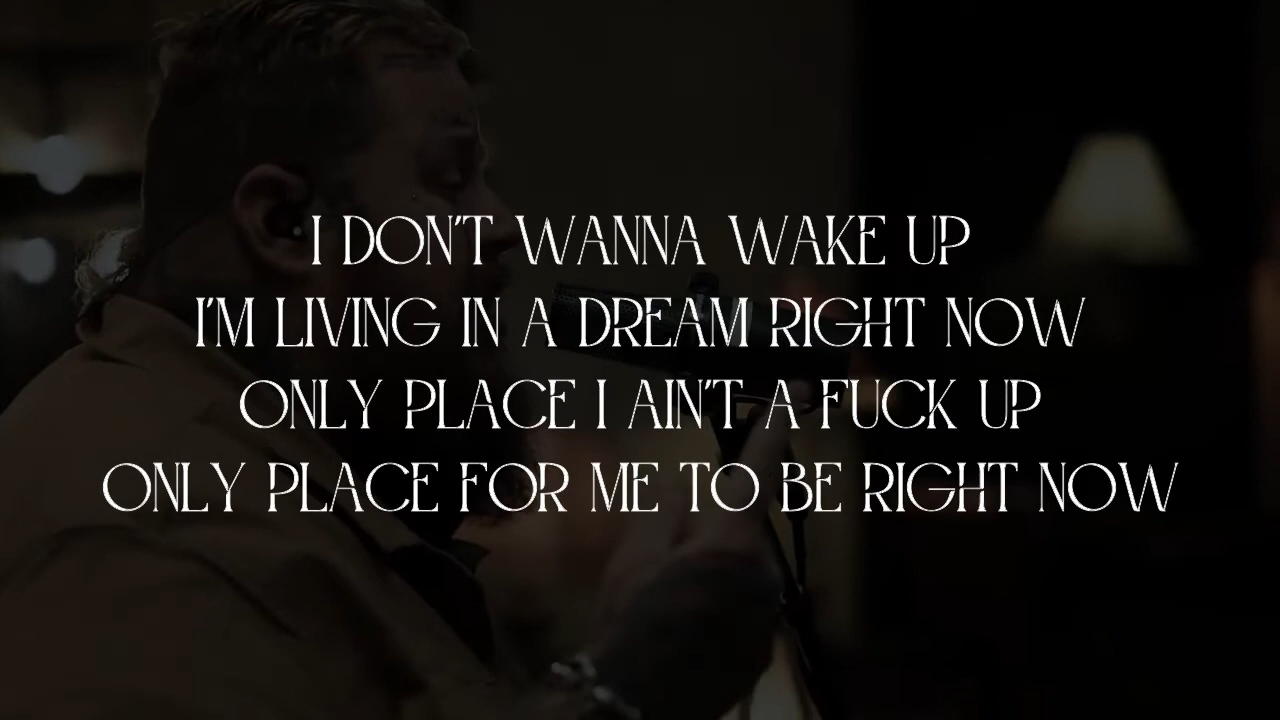 I DON'T WANNA WAKE UP
I'M LIVING IN A DREAM RIGHT NOW
ONLY PLACE I AIN'T A FUCK UP
ONLY PLACE FOR ME TO BE RIGHT NOW